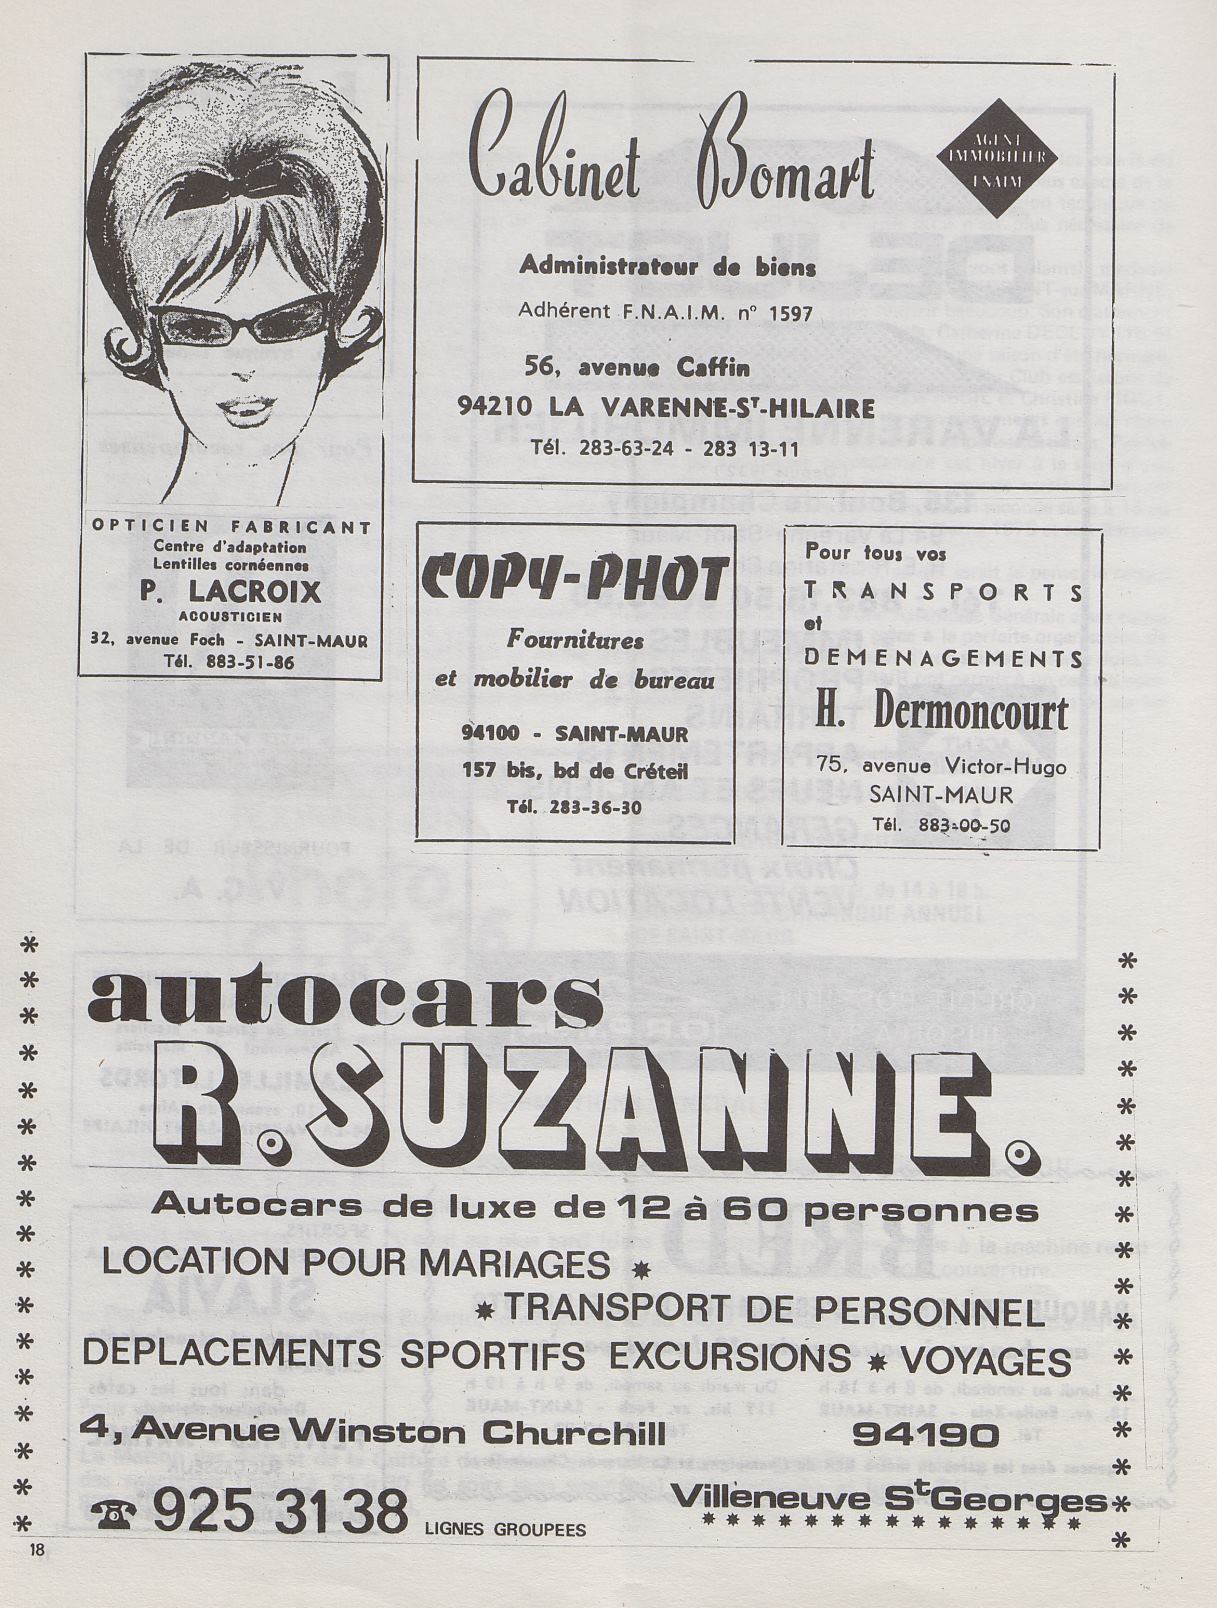 OPTICIEN FABRICANT
Centre d'adaptation
Lentilles cornéennes
P. LACROIX
ACOUSTICIEN
32, avenue Foch - SAINT-MAUR
Tél. 883-51-86
Cabinet Bomart
AGENT
IMMOBILIER
FNAIM
Administrateur de biens
Adhérent F.N.A.I.M. n° 1597
56, avenue Caffin
94210 LA VARENNE-ST-HILAIRE
Tél. 283-63-24 - 283 13-11
COPY-PHOT
Fournitures
et mobilier de bureau
94100 - SAINT-MAUR
157 bis, bd de Créteil
Tél. 283-36-30
Pour tous vos
TRANSPORTS
et
DEMENAGEMENTS
H. Dermoncourt
75, avenue Victor-Hugo
SAINT-MAUR
Tél. 883-00-50
autocars
R. SUZANNE.
Autocars de luxe de 12 à 60 personnes
LOCATION POUR MARIAGES *
* TRANSPORT DE PERSONNEL
DEPLACEMENTS SPORTIFS EXCURSIONS * VOYAGES
4, Avenue Winston Churchill 94190
☎ 925 31 38 LIGNES GROUPEES
Villeneuve St Georges
18